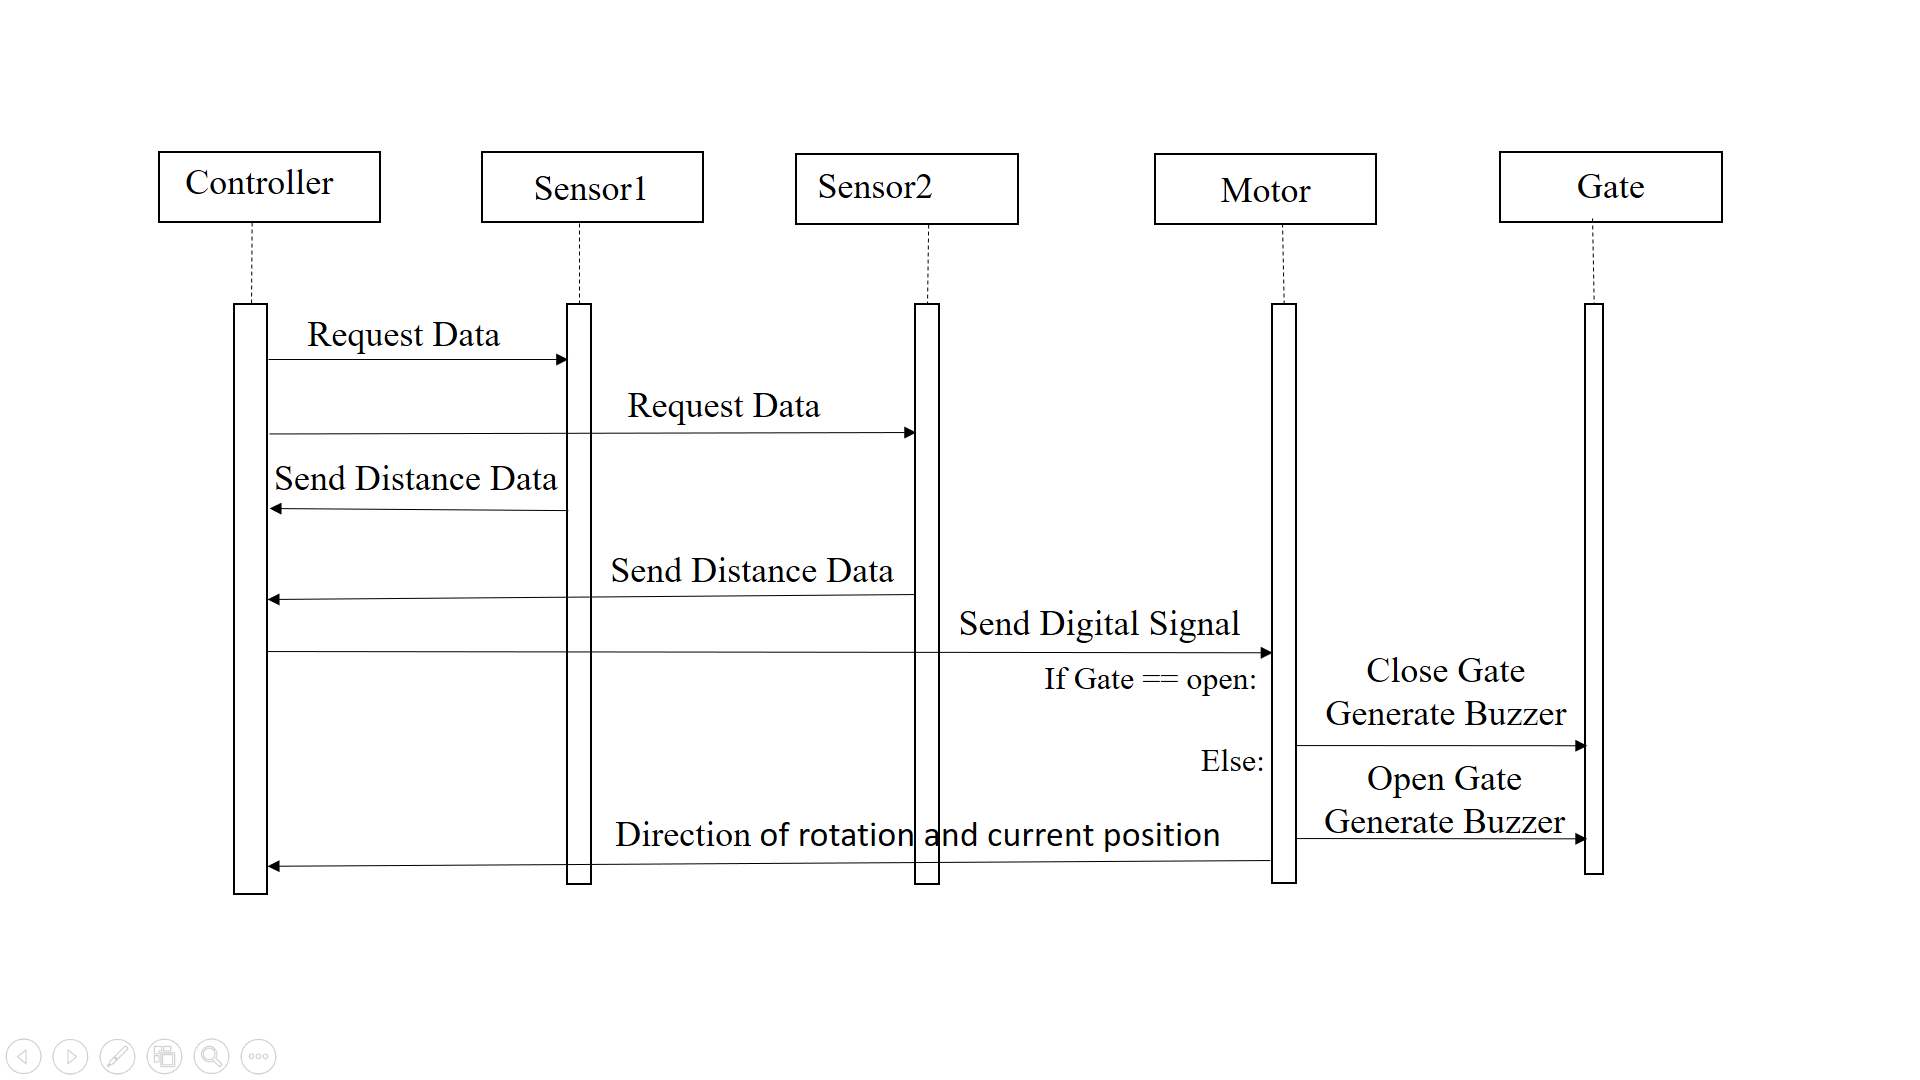 Controller
Sensor1
Sensor2
Motor
Gate
Request Data
Request Data
Send Distance Data
Send Distance Data
Send Digital Signal
If Gate == open:
Close Gate
Generate Buzzer
Else:
Open Gate
Generate Buzzer
Direction of rotation and current position